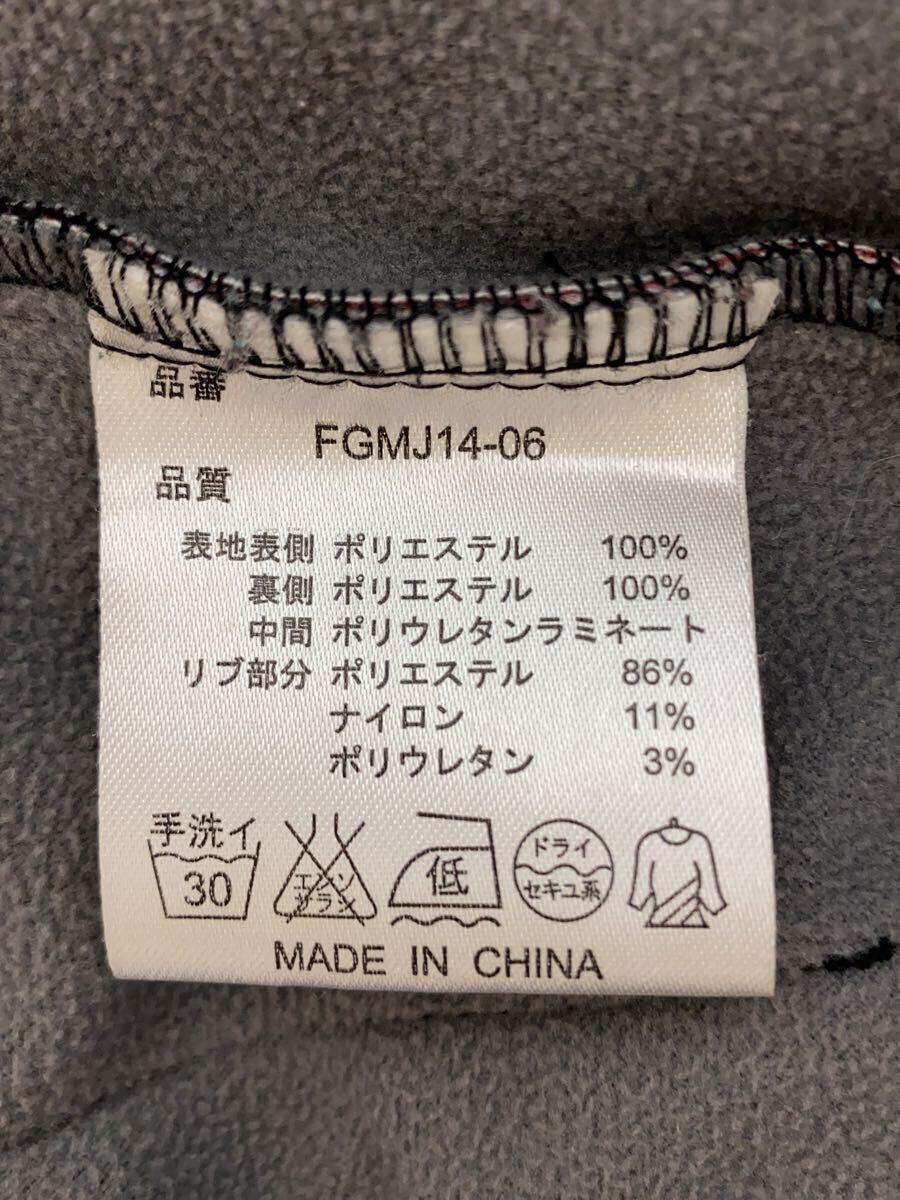 品番
FGMJ14-06
品質
表地表側 ポリエステル 100%
裏側 ポリエステル 100%
中間 ポリウレタンラミネート
リブ部分 ポリエステル 86%
ナイロン 11%
ポリウレタン 3%
手洗イ
30
エンソ
サラシ
低
ドライ
セキユ系
MADE IN CHINA